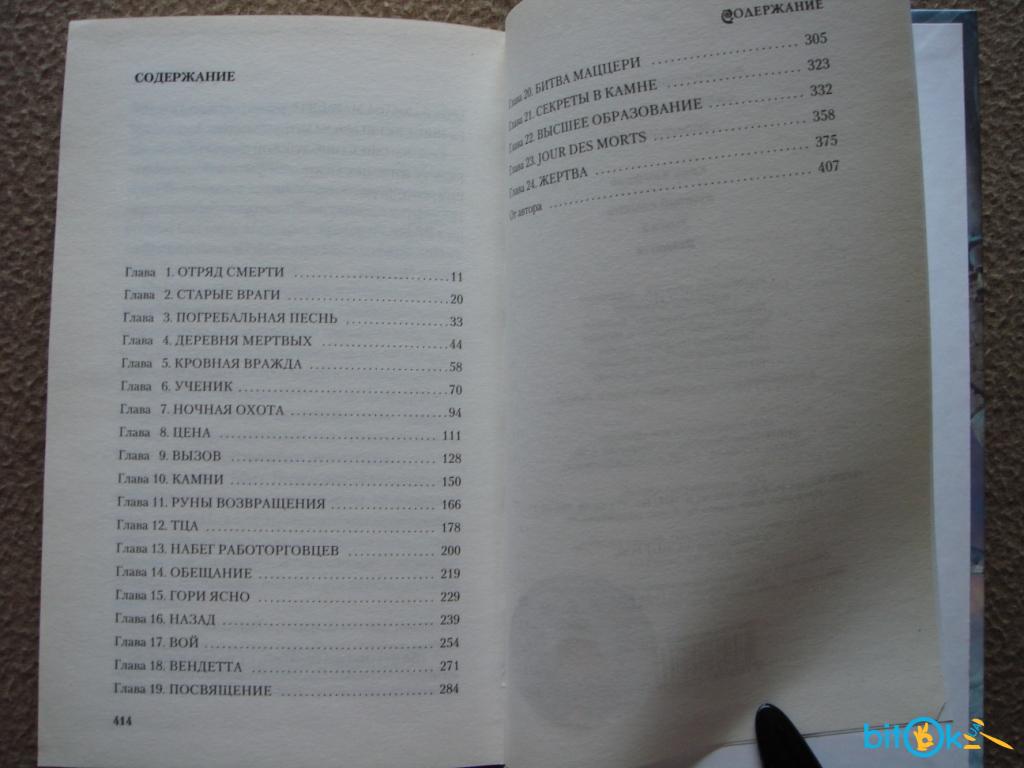 СОДЕРЖАНИЕ
Глава 1. ОТРЯД СМЕРТИ ........ 11
Глава 2. СТАРЫЕ ВРАГИ ........ 20
Глава 3. ПОГРЕБАЛЬНАЯ ПЕСНЬ ........ 33
Глава 4. ДЕРЕВНЯ МЕРТВЫХ ........ 44
Глава 5. КРОВНАЯ ВРАЖДА ........ 58
Глава 6. УЧЕНИК ........ 70
Глава 7. НОЧНАЯ ОХОТА ........ 94
Глава 8. ЦЕНА ........ 111
Глава 9. ВЫЗОВ ........ 128
Глава 10. КАМНИ ........ 150
Глава 11. РУНЫ ВОЗВРАЩЕНИЯ ........ 166
Глава 12. ТЦА ........ 178
Глава 13. НАБЕГ РАБОТОРГОВЦЕВ ........ 200
Глава 14. ОБЕЩАНИЕ ........ 219
Глава 15. ГОРИ ЯСНО ........ 229
Глава 16. НАЗАД ........ 239
Глава 17. ВОЙ ........ 254
Глава 18. ВЕНДЕТТА ........ 271
Глава 19. ПОСВЯЩЕНИЕ ........ 284
414
СОДЕРЖАНИЕ
Глава 20. БИТВА МАЦЦЕРИ ........ 305
Глава 21. СЕКРЕТЫ В КАМНЕ ........ 323
Глава 22. ВЫСШЕЕ ОБРАЗОВАНИЕ ........ 332
Глава 23. JOUR DES MORTS ........ 358
Глава 24. ЖЕРТВА ........ 375
От автора ........ 407
bitOk
UA